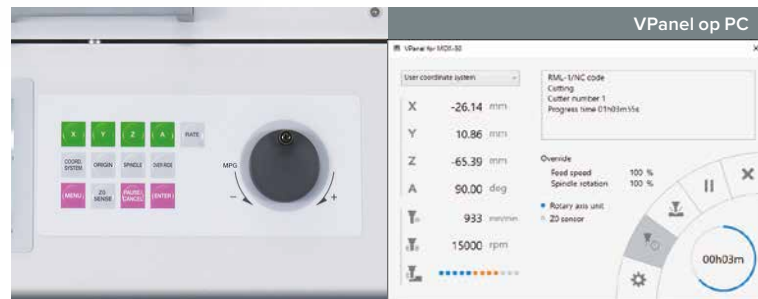 VPanel op PC
X
Y
Z
A
RATE
COORD. SYSTEM
ORIGIN
SPINDLE
OVERRIDE
MENU
Z0 SENSE
PAUSE/ CANCEL
ENTER
MPG
- +
VPanel for MDX-50
User coordinate system
X -26.14 mm
Y 10.86 mm
Z -65.39 mm
A 90.00 deg
933 mm/min
15000 rpm
RML-1/NC code
Cutting
Cutter number 1
Progress time 01h03m55s
Override
Feed speed 100 %
Spindle rotation 100 %
Rotary axis unit
Z0 sensor
00h03m